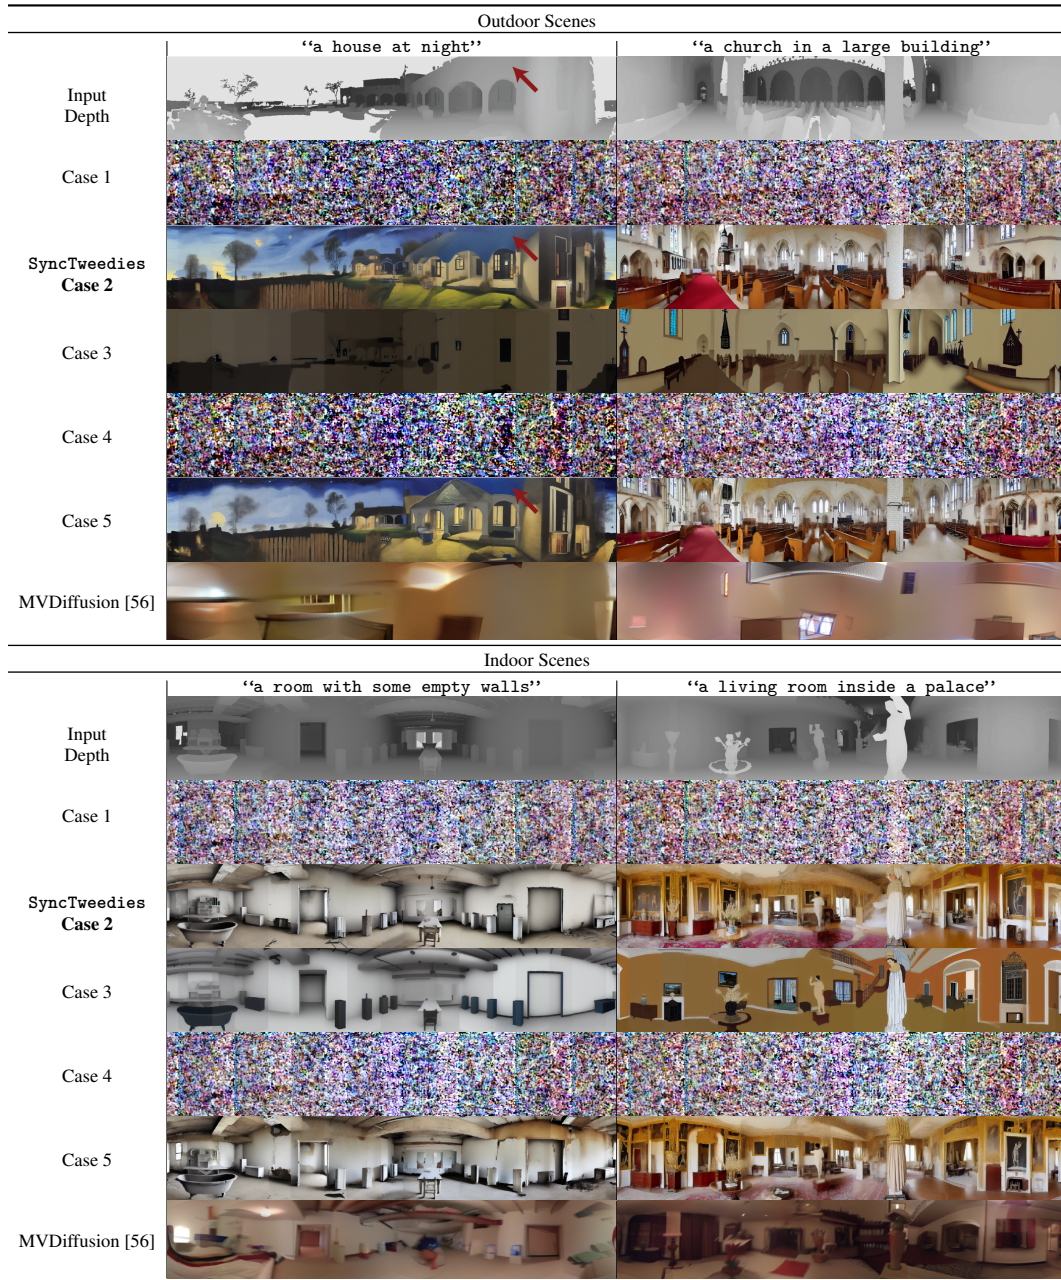 Outdoor Scenes
“a house at night” “a church in a large building”
Input
Depth
Case 1
SyncTweedies
Case 2
Case 3
Case 4
Case 5
MVDiffusion [56]
Indoor Scenes
“a room with some empty walls” “a living room inside a palace”
Input
Depth
Case 1
SyncTweedies
Case 2
Case 3
Case 4
Case 5
MVDiffusion [56]